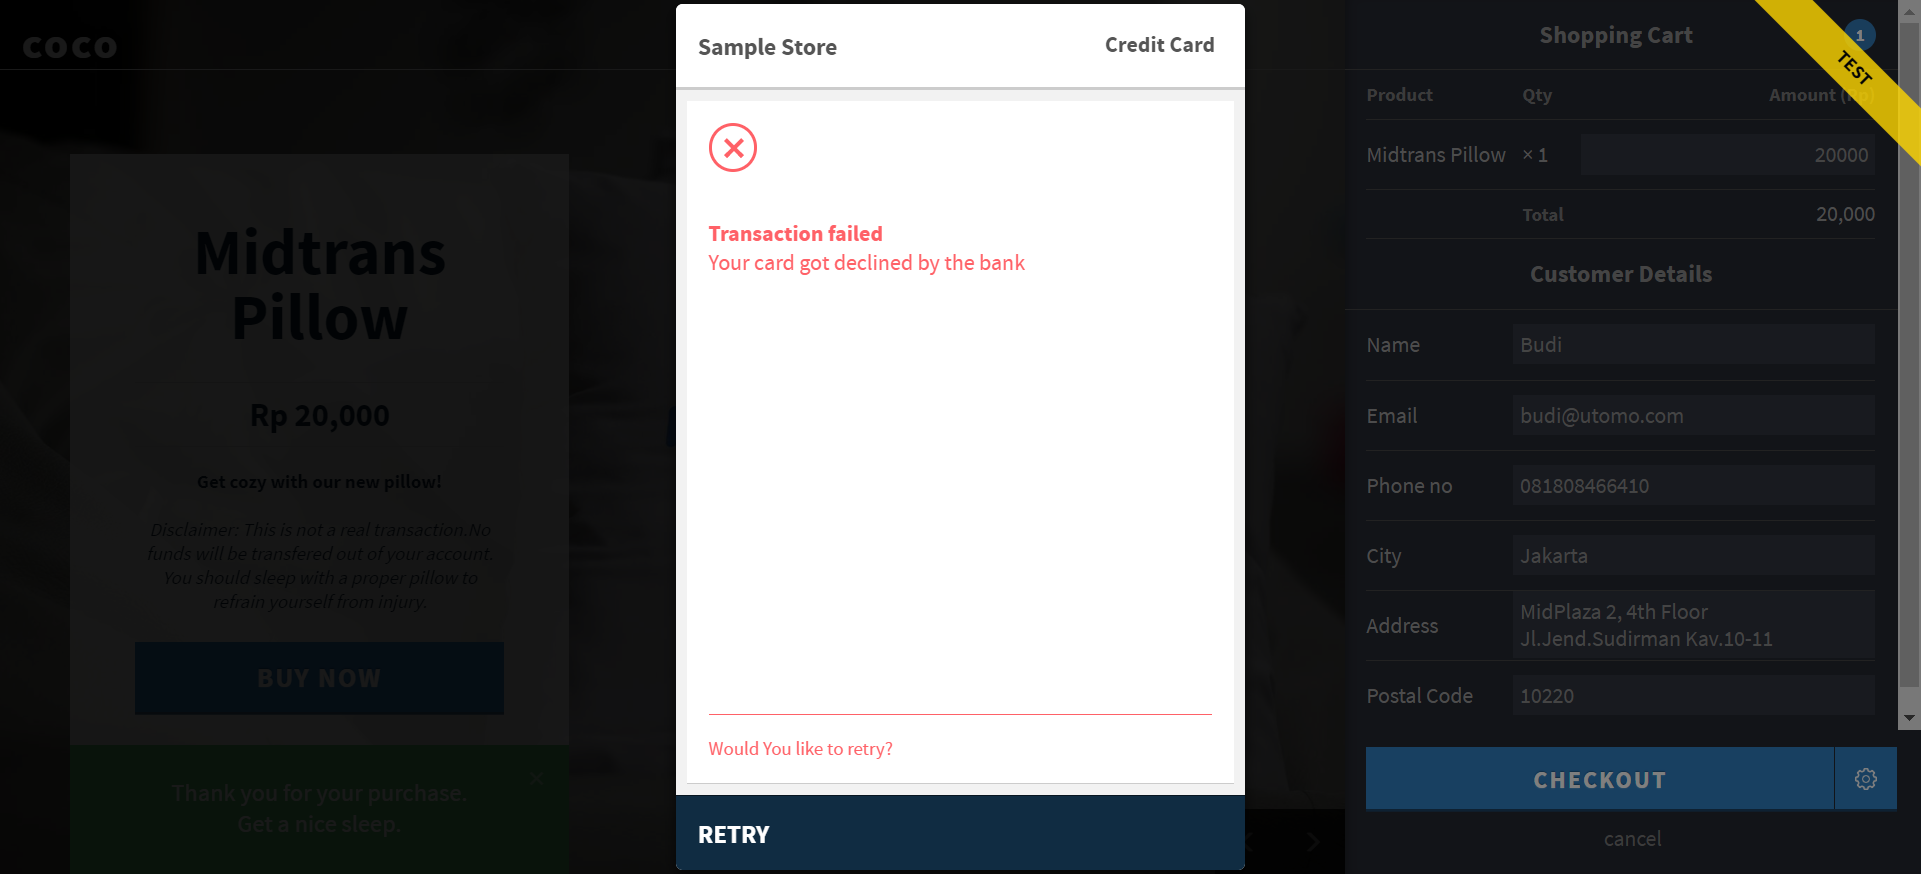 coco
Midtrans
Pillow
Rp 20,000
Get cozy with our new pillow!
Disclaimer: This is not a real transaction.No
funds will be transfered out of your account.
You should sleep with a proper pillow to
refrain yourself from injury.
BUY NOW
Thank you for your purchase.
Get a nice sleep.
Sample Store
Credit Card
Transaction failed
Your card got declined by the bank
Would You like to retry?
RETRY
Shopping Cart
1
TEST
Product Qty Amount (Rp)
Midtrans Pillow × 1 20000
Total 20,000
Customer Details
Name Budi
Email budi@utomo.com
Phone no 081808466410
City Jakarta
Address MidPlaza 2, 4th Floor
Jl.Jend.Sudirman Kav.10-11
Postal Code 10220
CHECKOUT
cancel